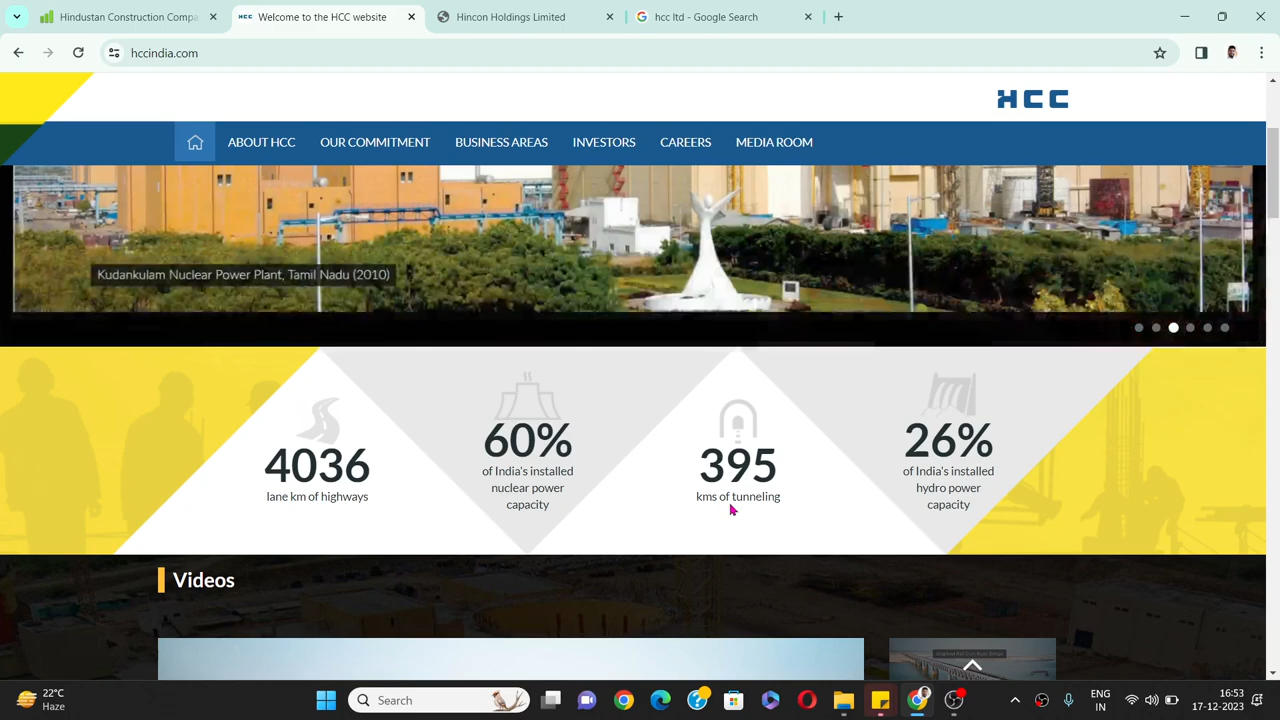 Hindustan Construction Compa
Welcome to the HCC website
Hincon Holdings Limited
hcc ltd - Google Search
hccindia.com
HCC
ABOUT HCC
OUR COMMITMENT
BUSINESS AREAS
INVESTORS
CAREERS
MEDIA ROOM
Kudankulam Nuclear Power Plant, Tamil Nadu (2010)
4036
lane km of highways
60%
of India's installed
nuclear power
capacity
395
kms of tunneling
26%
of India's installed
hydro power
capacity
Videos
22°C
Haze
Search
ENG
IN
16:53
17-12-2023